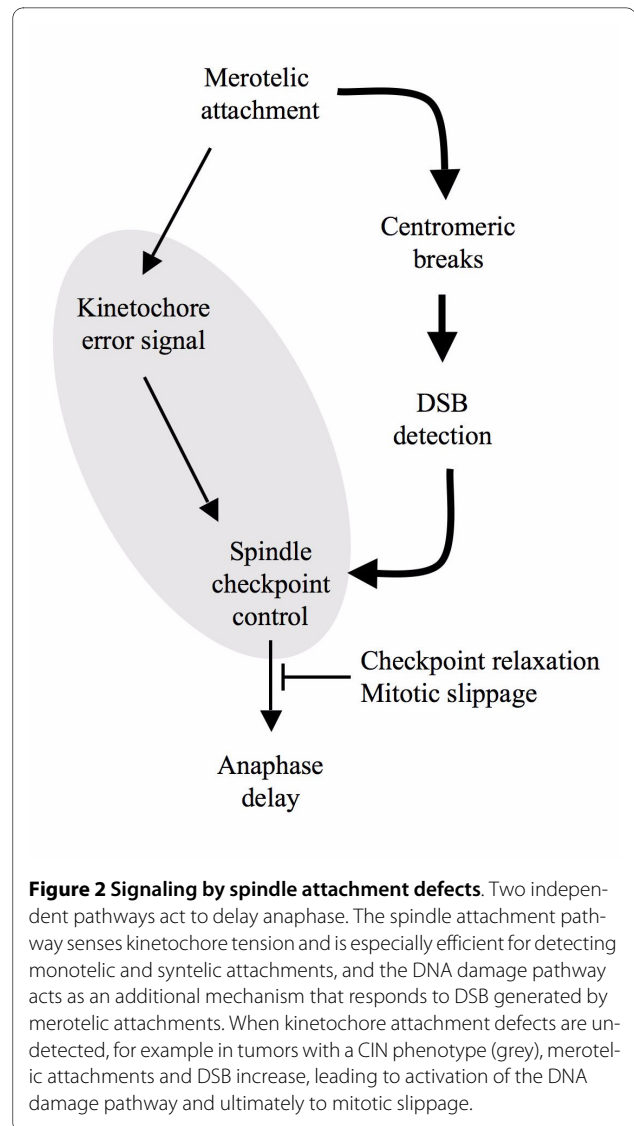 Merotelic
attachment
Centromeric
breaks
Kinetochore
error signal
DSB
detection
Spindle
checkpoint
control
Checkpoint relaxation
Mitotic slippage
Anaphase
delay
Figure 2 Signaling by spindle attachment defects. Two indepen-
dent pathways act to delay anaphase. The spindle attachment path-
way senses kinetochore tension and is especially efficient for detecting
monotelic and syntelic attachments, and the DNA damage pathway
acts as an additional mechanism that responds to DSB generated by
merotelic attachments. When kinetochore attachment defects are un-
detected, for example in tumors with a CIN phenotype (grey), merotel-
ic attachments and DSB increase, leading to activation of the DNA
damage pathway and ultimately to mitotic slippage.